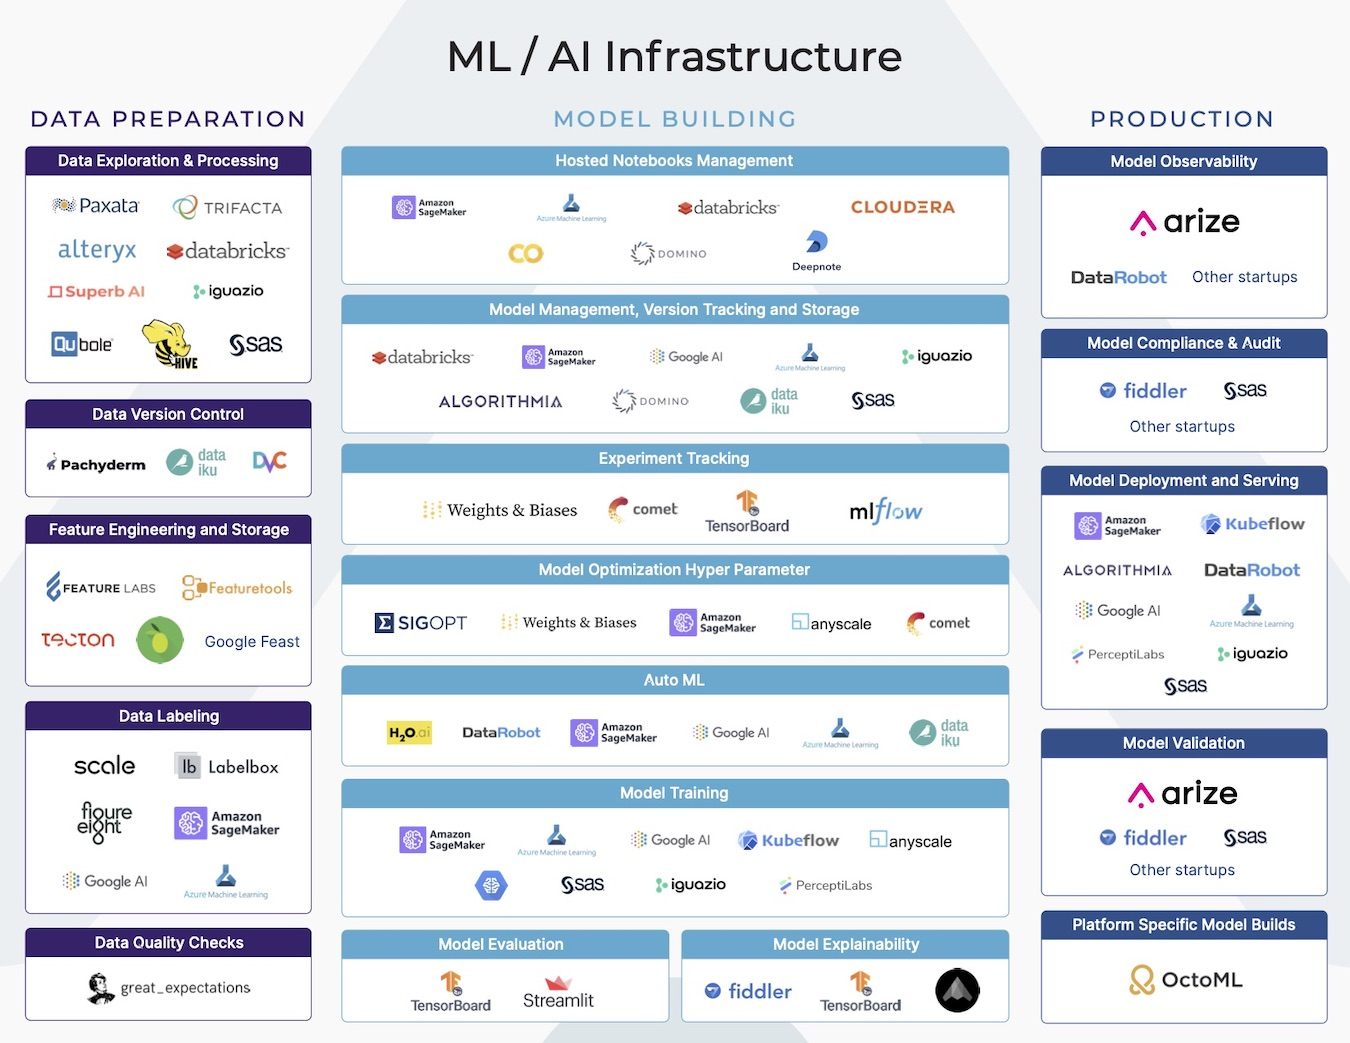 ML / AI Infrastructure
DATA PREPARATION
Data Exploration & Processing
Paxata
TRIFACTA
alteryx
databricks
Superb AI
iguazio
Qubole
HIVE
sas
Data Version Control
Pachyderm
data
iku
DVC
Feature Engineering and Storage
FEATURE LABS
Featuretools
TECTON
Google Feast
Data Labeling
scale
lb Labelbox
figure
eight
Amazon
SageMaker
Google AI
Azure Machine Learning
Data Quality Checks
great_expectations
MODEL BUILDING
Hosted Notebooks Management
Amazon
SageMaker
Azure Machine Learning
databricks
CLOUDERA
CO
DOMINO
Deepnote
Model Management, Version Tracking and Storage
databricks
Amazon
SageMaker
Google AI
Azure Machine Learning
iguazio
ALGORITHMIA
DOMINO
data
iku
sas
Experiment Tracking
Weights & Biases
comet
TensorBoard
mlflow
Model Optimization Hyper Parameter
SIGOPT
Weights & Biases
Amazon
SageMaker
anyscale
comet
Auto ML
H2O.ai
DataRobot
Amazon
SageMaker
Google AI
Azure Machine Learning
data
iku
Model Training
Amazon
SageMaker
Azure Machine Learning
Google AI
Kubeflow
anyscale
sas
iguazio
PerceptiLabs
Model Evaluation
TensorBoard
Streamlit
Model Explainability
fiddler
TensorBoard
PRODUCTION
Model Observability
arize
DataRobot
Other startups
Model Compliance & Audit
fiddler
sas
Other startups
Model Deployment and Serving
Amazon
SageMaker
Kubeflow
ALGORITHMIA
DataRobot
Google AI
Azure Machine Learning
PerceptiLabs
iguazio
sas
Model Validation
arize
fiddler
sas
Other startups
Platform Specific Model Builds
OctoML